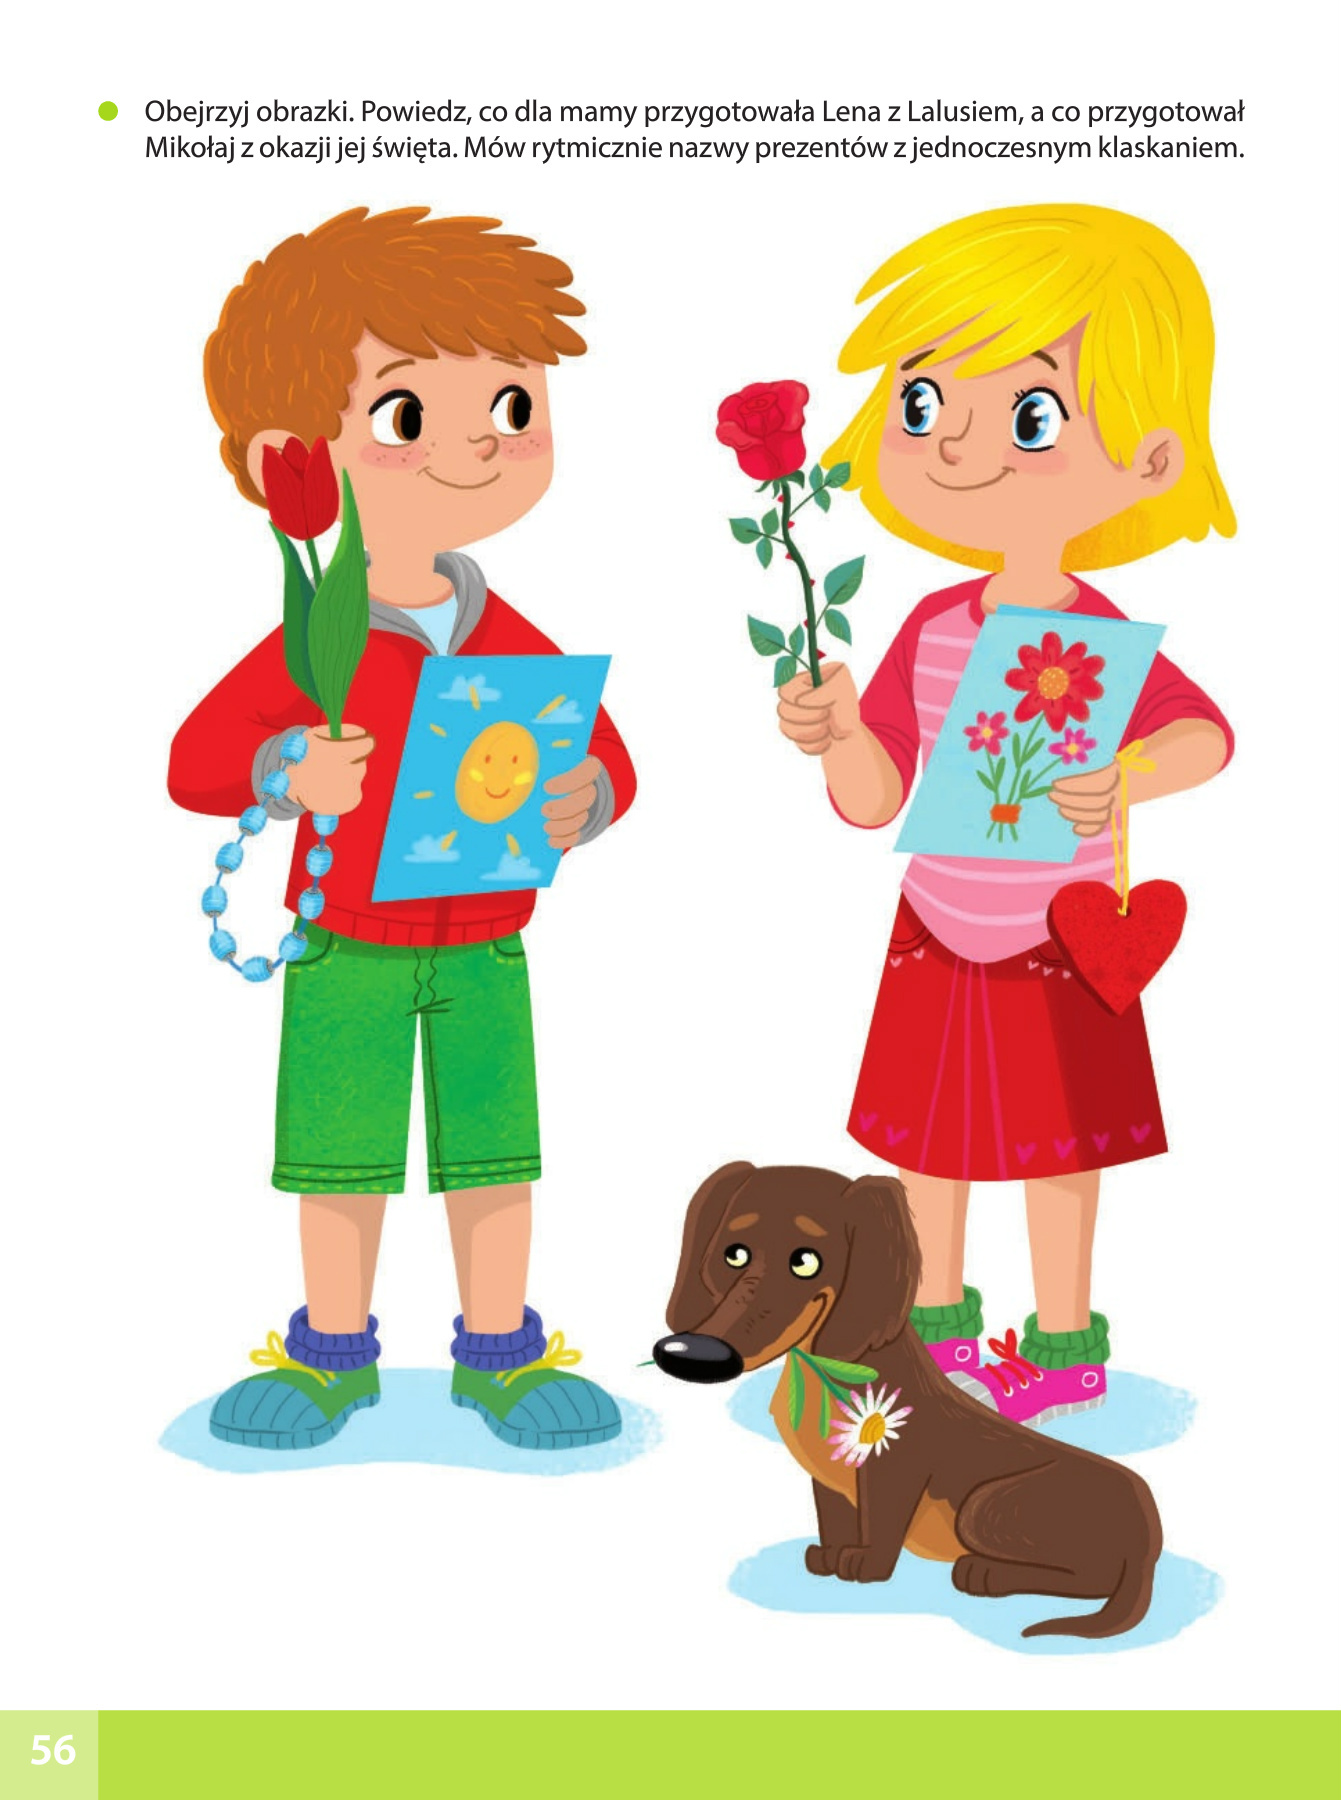 Obejrzyj obrazki. Powiedz, co dla mamy przygotowała Lena z Lalusiem, a co przygotował
Mikołaj z okazji jej święta. Mów rytmicznie nazwy prezentów z jednoczesnym klaskaniem.
56